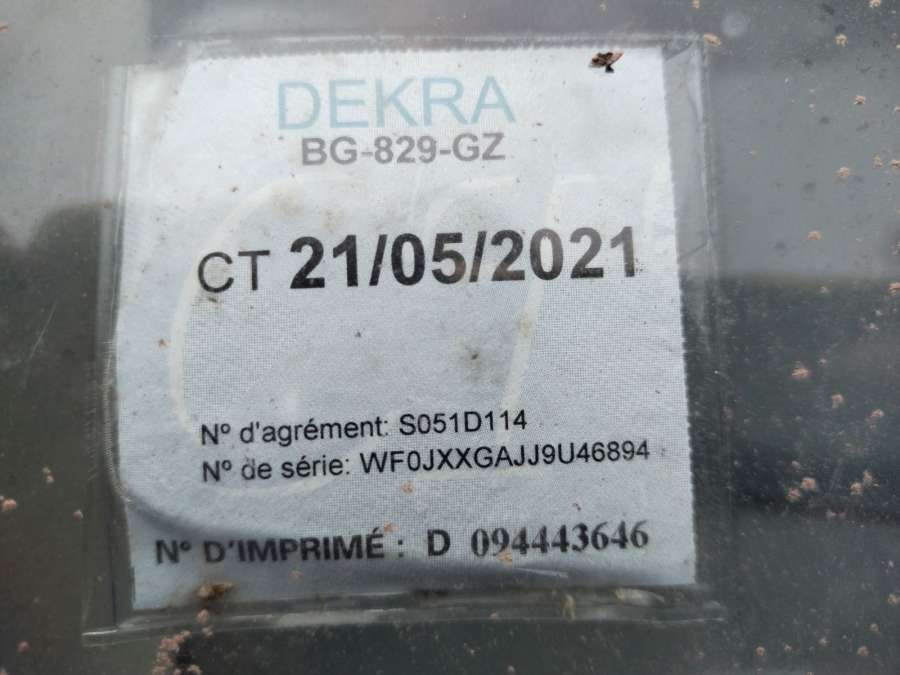 DEKRA
BG-829-GZ
CT 21/05/2021
Nº d'agrément: S051D114
Nº de série: WF0JXXGAJJ9U46894
Nº D'IMPRIMÉ : D 094443646